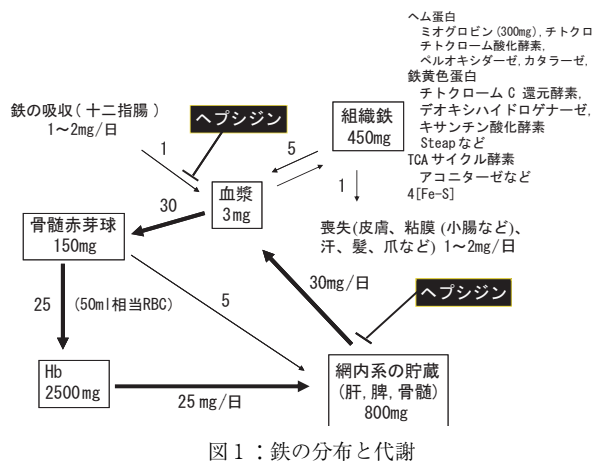 ヘム蛋白
ミオグロビン(300mg), チトクロ
チトクローム酸化酵素,
ペルオキシダーゼ, カタラーゼ,
鉄黄色蛋白
チトクローム C 還元酵素,
デオキシハイドロゲナーゼ,
キサンチン酸化酵素
Steap など
TCA サイクル酵素
アコニターゼなど
4[Fe-S]
鉄の吸収(十二指腸)
1~2mg/日
ヘプシジン
組織鉄
450mg
1
5
1
血漿
3mg
30
骨髄赤芽球
150mg
喪失(皮膚、粘膜(小腸など)、
汗、髪、爪など) 1~2mg/日
30mg/日
ヘプシジン
25
(50ml相当RBC)
5
Hb
2500mg
25 mg/日
網内系の貯蔵
(肝, 脾, 骨髄)
800mg
図1:鉄の分布と代謝